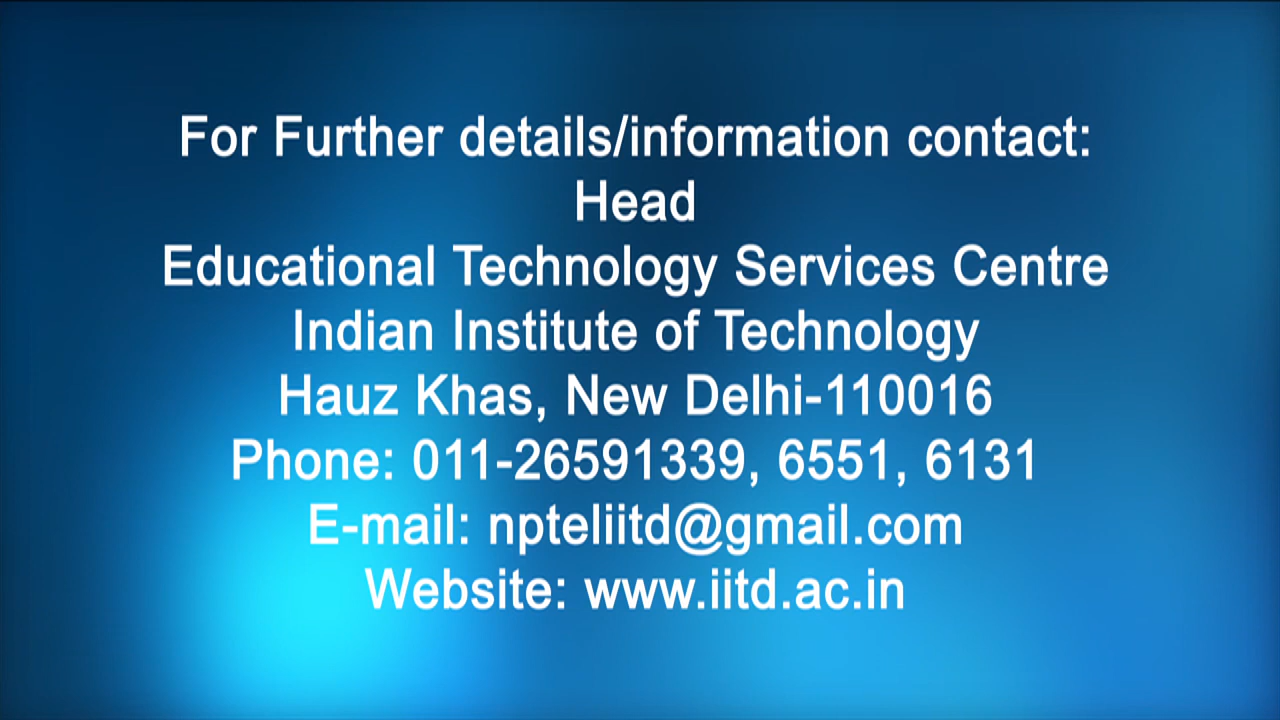 For Further details/information contact:
Head
Educational Technology Services Centre
Indian Institute of Technology
Hauz Khas, New Delhi-110016
Phone: 011-26591339, 6551, 6131
E-mail: npteliitd@gmail.com
Website: www.iitd.ac.in